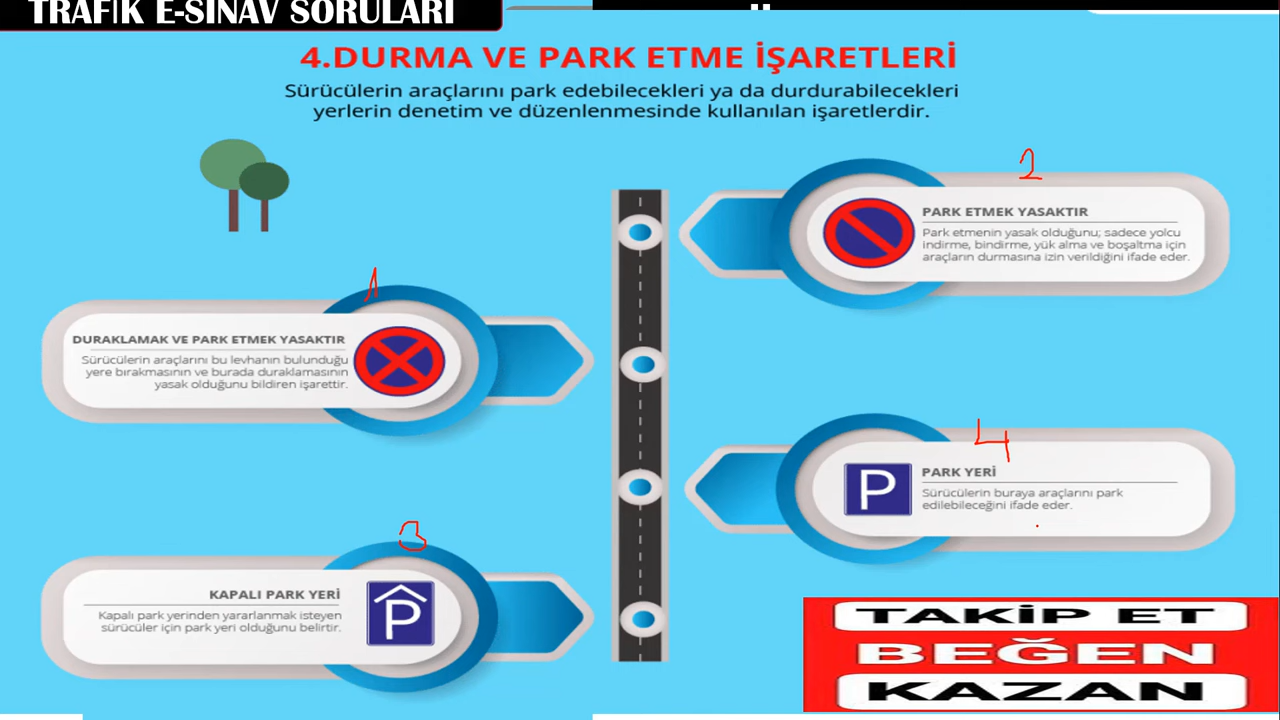 TRAFİK E-SINAV SORULARI
4.DURMA VE PARK ETME İŞARETLERİ
Sürücülerin araçlarını park edebilecekleri ya da durdurabilecekleri
yerlerin denetim ve düzenlenmesinde kullanılan işaretlerdir.
2
PARK ETMEK YASAKTIR
Park etmenin yasak olduğunu; sadece yolcu
indirme, bindirme, yük alma ve boşaltma için
araçların durmasına izin verildiğini ifade eder.
1
DURAKLAMAK VE PARK ETMEK YASAKTIR
Sürücülerin araçlarını bu levhanın bulunduğu
yere bırakmasının ve burada duraklamasının
yasak olduğunu bildiren işarettir.
4
P
PARK YERİ
Sürücülerin buraya araçlarını park
edilebileceğini ifade eder.
3
KAPALI PARK YERİ
Kapalı park yerinden yararlanmak isteyen
sürücüler için park yeri olduğunu belirtir.
P
TAKİP ET
BEĞEN
KAZAN